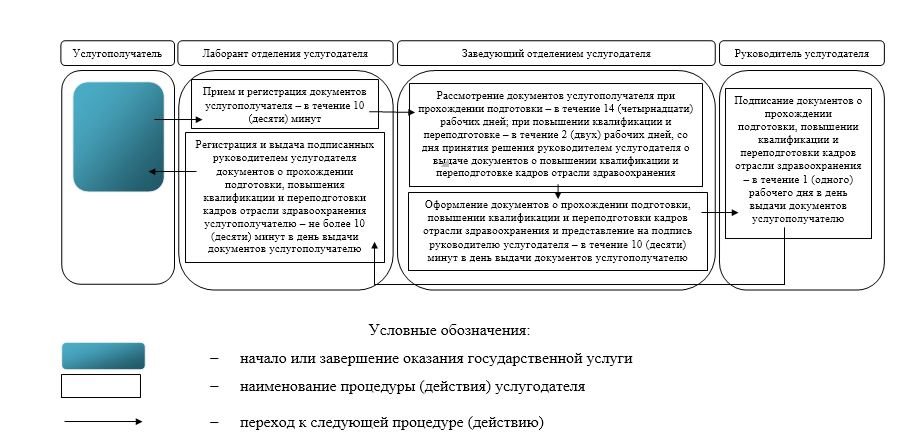 Услугополучатель
Лаборант отделения услугодателя
Заведующий отделением услугодателя
Руководитель услугодателя
Прием и регистрация документов
услугополучателя – в течение 10
(десяти) минут
Регистрация и выдача подписанных
руководителем услугодателя
документов о прохождении
подготовки, повышения
квалификации и переподготовки
кадров отрасли здравоохранения
услугополучателю – не более 10
(десяти) минут в день выдачи
документов услугополучателю
Рассмотрение документов услугополучателя при
прохождении подготовки – в течение 14 (четырнадцати)
рабочих дней; при повышении квалификации и
переподготовке – в течение 2 (двух) рабочих дней, со
дня принятия решения руководителем услугодателя о
выдаче документов о повышении квалификации и
переподготовке кадров отрасли здравоохранения
Оформление документов о прохождении подготовки,
повышении квалификации и переподготовки кадров
отрасли здравоохранения и представление на подпись
руководителю услугодателя – в течение 10 (десяти)
минут в день выдачи документов услугополучателю
Подписание документов о
прохождении
подготовки, повышении
квалификации и
переподготовки кадров
отрасли здравоохранения
– в течение 1 (одного)
рабочего дня в день
выдачи документов
услугополучателю
Условные обозначения:
– начало или завершение оказания государственной услуги
– наименование процедуры (действия) услугодателя
– переход к следующей процедуре (действию)